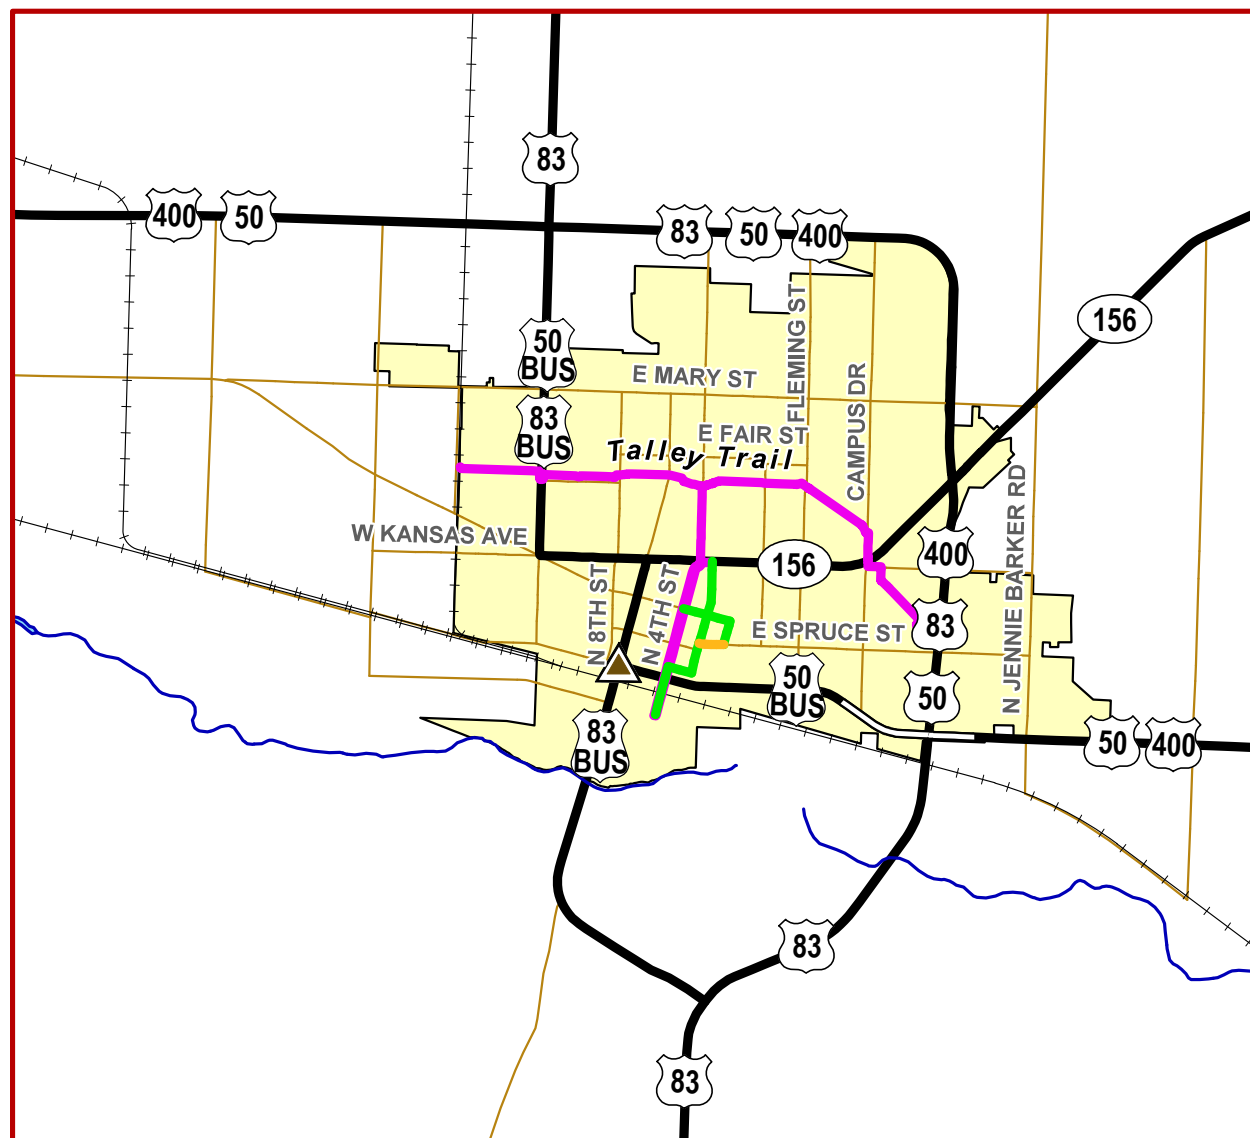 83
400
50
83
50
400
FLEMING ST
156
50
BUS
E MARY ST
CAMPUS DR
83
BUS
E FAIR ST
Talley Trail
N JENNIE BARKER RD
W KANSAS AVE
400
156
N 8TH ST
N 4TH ST
E SPRUCE ST
83
50
BUS
50
83
BUS
50
400
83
83